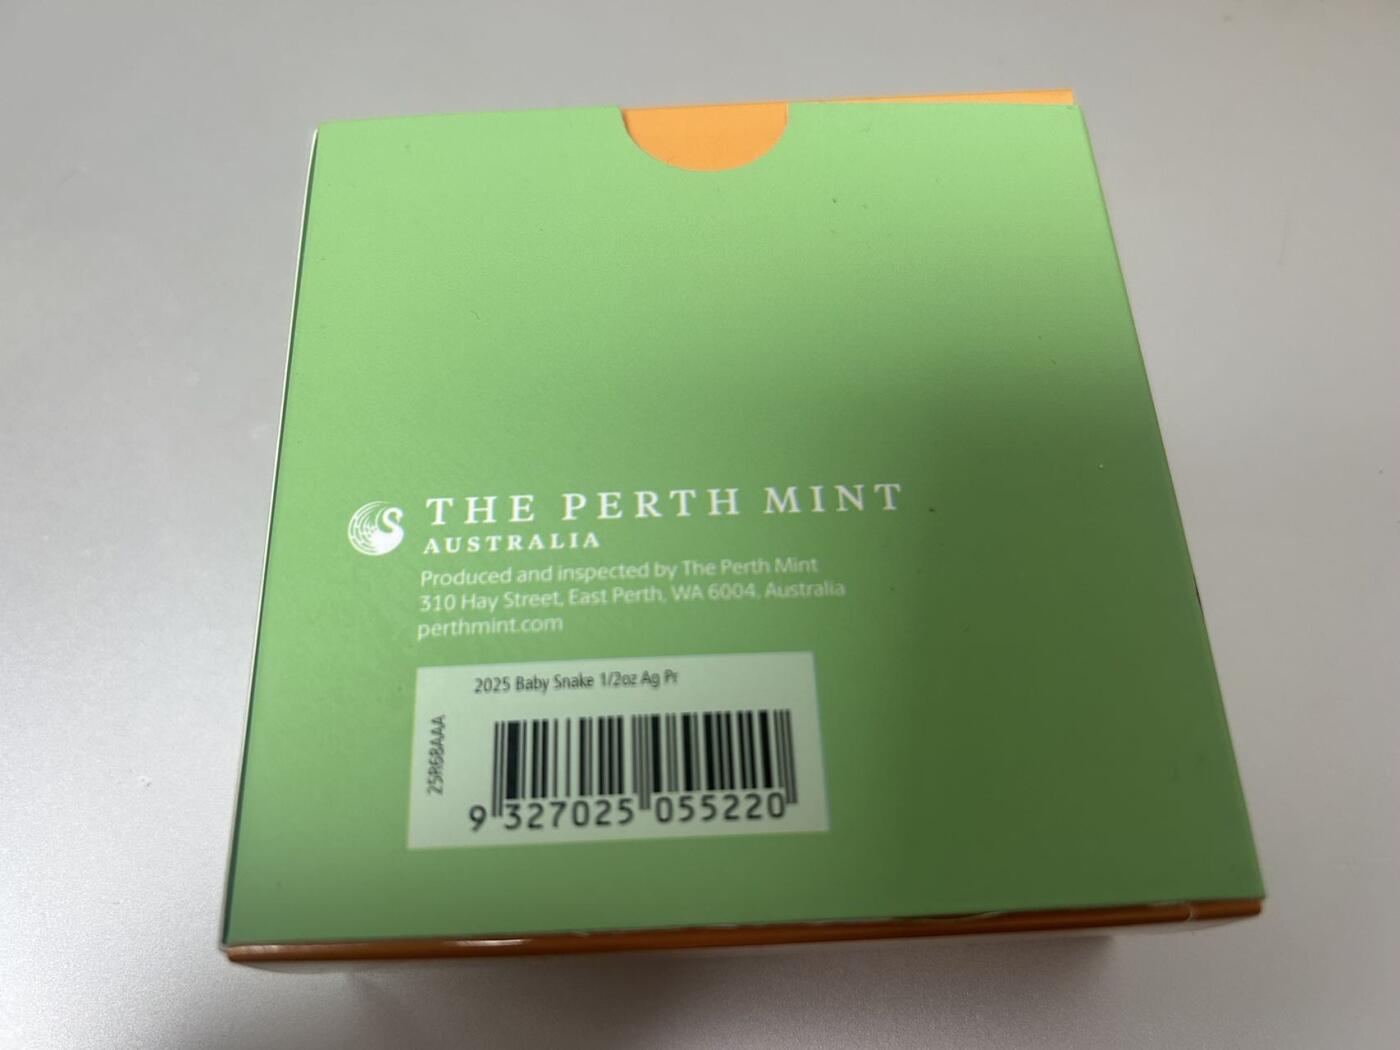 THE PERTH MINT
AUSTRALIA
Produced and inspected by The Perth Mint
310 Hay Street, East Perth, WA 6004, Australia
perthmint.com
2025 Baby Snake 1/2oz Ag Pr
25R68AAA
9 327025 055220